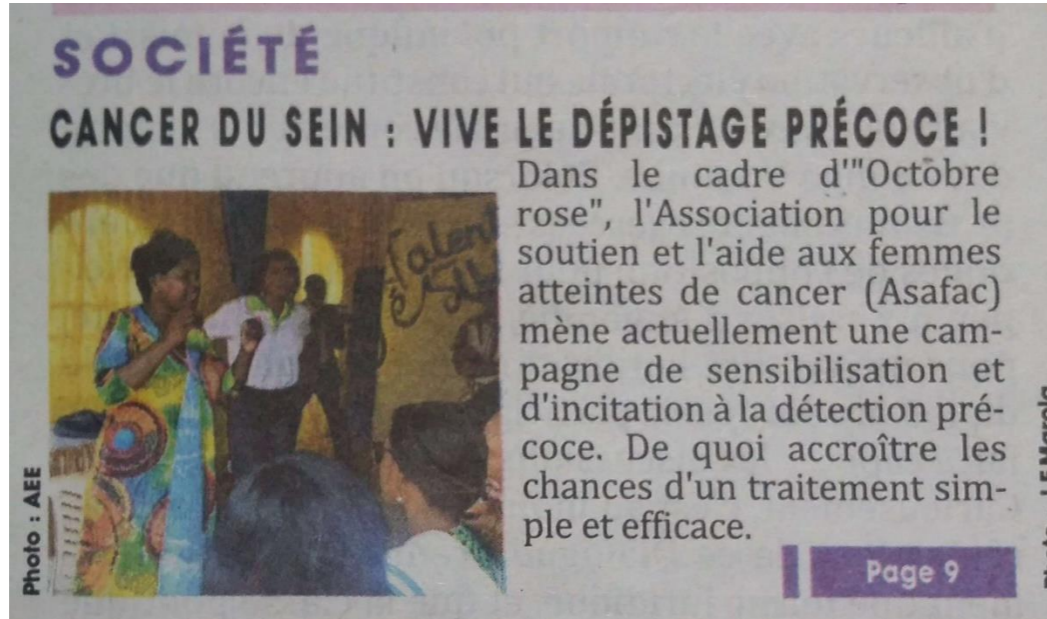 SOCIÉTÉ
CANCER DU SEIN : VIVE LE DÉPISTAGE PRÉCOCE !
Dans le cadre d'"Octobre
rose", l'Association pour le
soutien et l'aide aux femmes
atteintes de cancer (Asafac)
mène actuellement une cam-
pagne de sensibilisation et
d'incitation à la détection pré-
coce. De quoi accroître les
chances d'un traitement sim-
ple et efficace.
Page 9
Photo : AEE
Talent